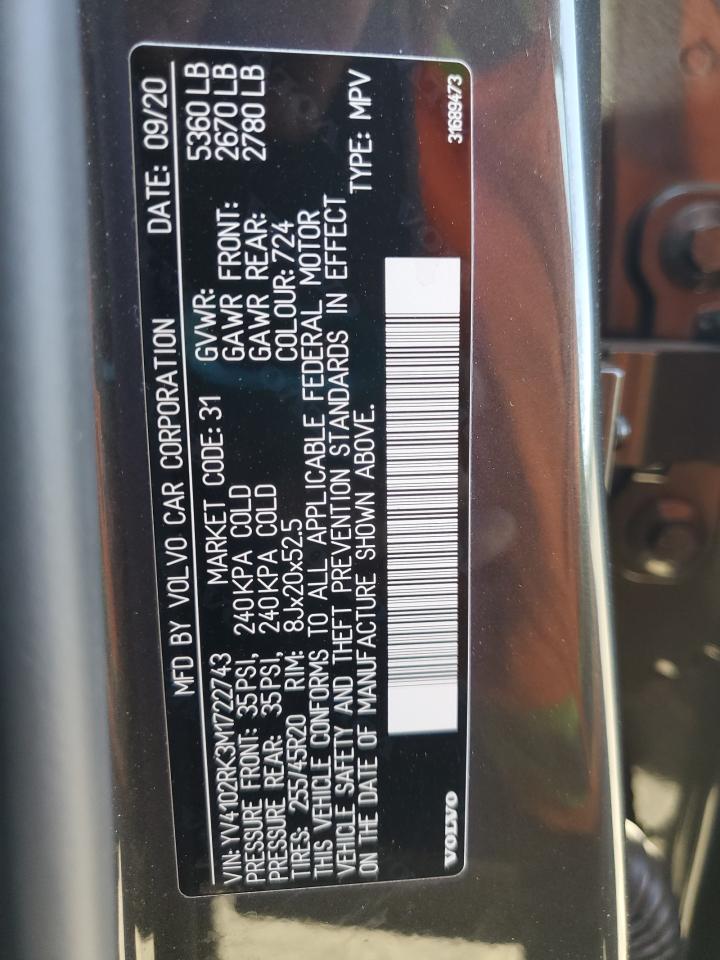 MFD BY VOLVO CAR CORPORATION DATE: 09/20
VIN: YV4102RK3M1722743 MARKET CODE: 31 GVWR: 5360 LB
PRESSURE FRONT: 35PSI, 240KPA COLD GAWR FRONT: 2670 LB
PRESSURE REAR: 35PSI, 240KPA COLD GAWR REAR: 2780 LB
TIRES: 255/45R20 RIM: 8Jx20x52.5 COLOUR: 724
THIS VEHICLE CONFORMS TO ALL APPLICABLE FEDERAL MOTOR
VEHICLE SAFETY AND THEFT PREVENTION STANDARDS IN EFFECT
ON THE DATE OF MANUFACTURE SHOWN ABOVE. TYPE: MPV
VOLVO 31689473